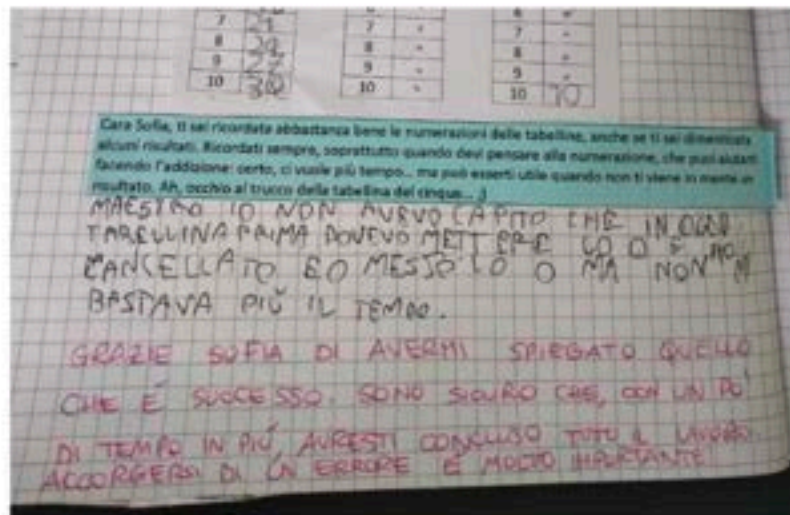 7 21 7 " 6 "
8 24 8 " 7 "
9 27 9 " 8 "
10 30 10 " 9 "
10 70
Cara Sofia, ti sei ricordata abbastanza bene le numerazioni delle tabelline, anche se ti sei dimenticata
alcuni risultati. Ricordati sempre, soprattutto quando devi pensare alla numerazione, che puoi aiutarti
facendo l'addizione: certo, ci vuole più tempo... ma può esserti utile quando non ti viene in mente un
risultato. Ah, occhio al trucco della tabellina del cinque... ;)
MAESTRO IO NON AVEVO CAPITO CHE IN OGNI
TABELLINA PRIMA DOVEVO METTERE LO 0 E HO
CANCELLATO E O MESSO LO 0 MA NON M
BASTAVA PIÙ IL TEMPO.
GRAZIE SOFIA DI AVERMI SPIEGATO QUELLO
CHE È SUCCESSO. SONO SICURO CHE, CON UN PO'
DI TEMPO IN PIÙ, AVRESTI CONCLUSO TUTTO IL LAVORO.
ACCORGERSI DI UN ERRORE È MOLTO IMPORTANTE!